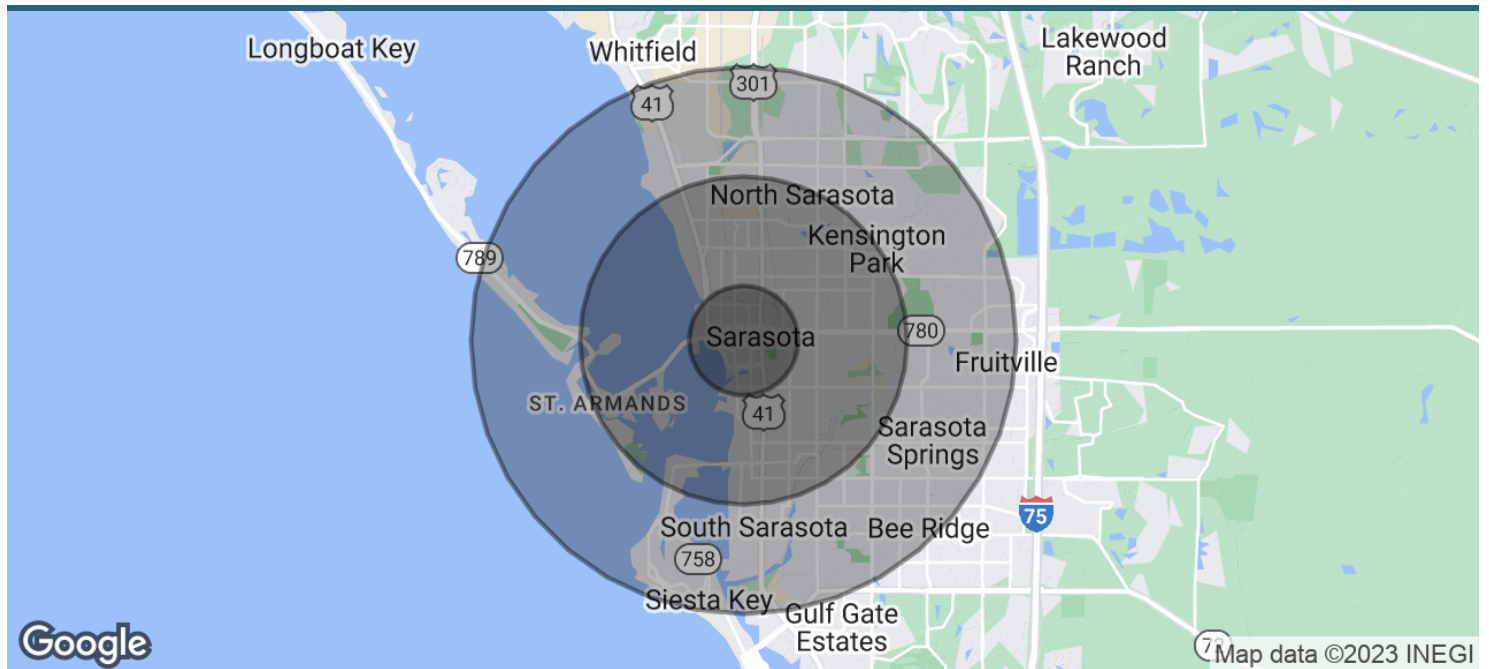 Longboat Key
Whitfield
Lakewood
Ranch
301
41
North Sarasota
Kensington
Park
789
Sarasota
780
Fruitville
ST. ARMANDS
41
Sarasota
Springs
75
South Sarasota
Bee Ridge
758
Siesta Key
Gulf Gate
Estates
Google
Map data ©2023 INEGI